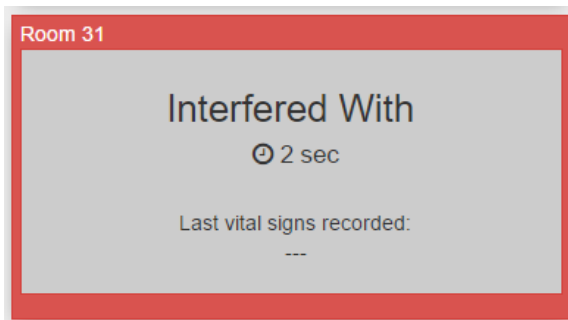 Room 31
Interfered With
2 sec
Last vital signs recorded:
---